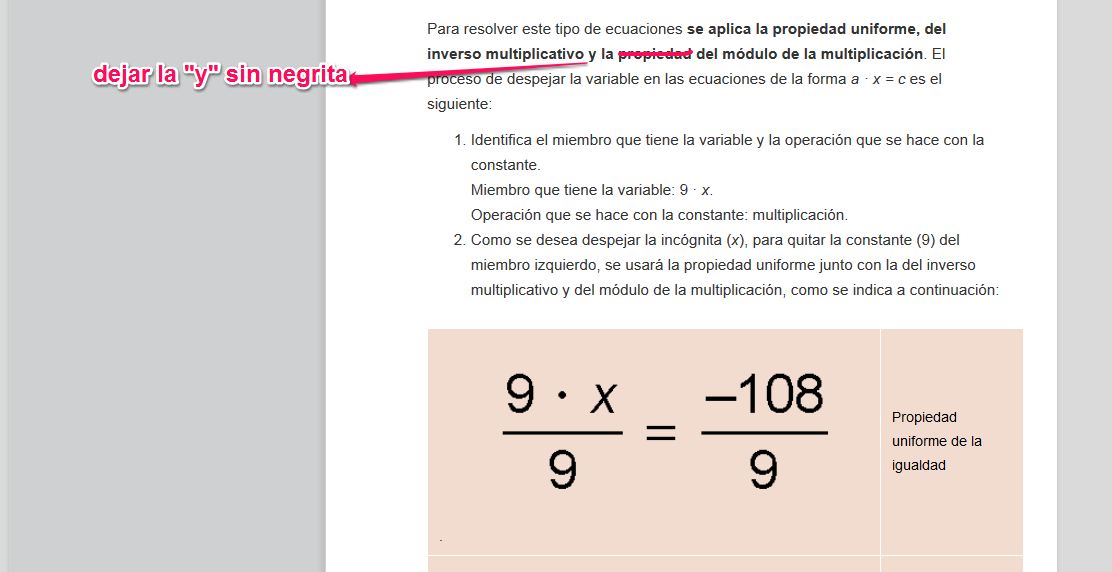 Para resolver este tipo de ecuaciones se aplica la propiedad uniforme, del
inverso multiplicativo y la propiedad del módulo de la multiplicación. El
dejar la "y" sin negrita
proceso de despejar la variable en las ecuaciones de la forma a · x = c es el
siguiente:
1. Identifica el miembro que tiene la variable y la operación que se hace con la
constante.
Miembro que tiene la variable: 9 · x.
Operación que se hace con la constante: multiplicación.
2. Como se desea despejar la incógnita (x), para quitar la constante (9) del
miembro izquierdo, se usará la propiedad uniforme junto con la del inverso
multiplicativo y del módulo de la multiplicación, como se indica a continuación:
9 · x
9
=
–108
9
Propiedad
uniforme de la
igualdad
.